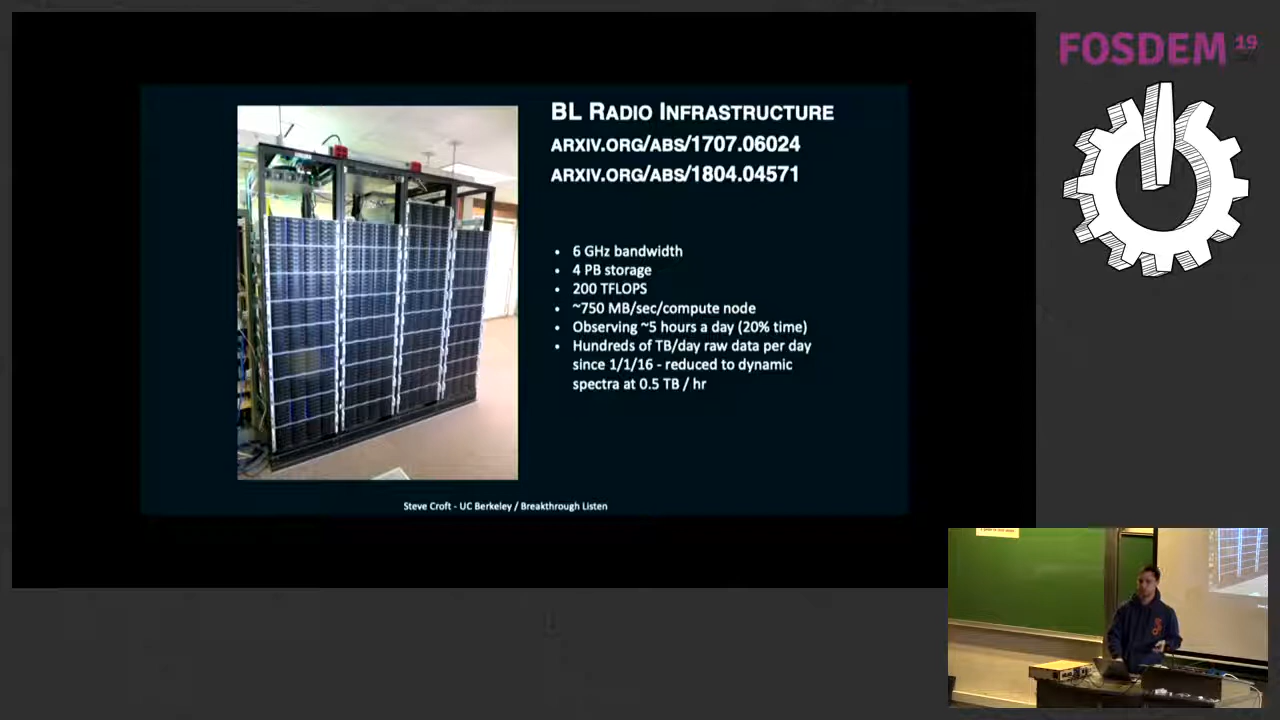 FOSDEM 19
BL RADIO INFRASTRUCTURE
ARXIV.ORG/ABS/1707.06024
ARXIV.ORG/ABS/1804.04571
• 6 GHz bandwidth
• 4 PB storage
• 200 TFLOPS
• ~750 MB/sec/compute node
• Observing ~5 hours a day (20% time)
• Hundreds of TB/day raw data per day
since 1/1/16 - reduced to dynamic
spectra at 0.5 TB / hr
Steve Croft - UC Berkeley / Breakthrough Listen